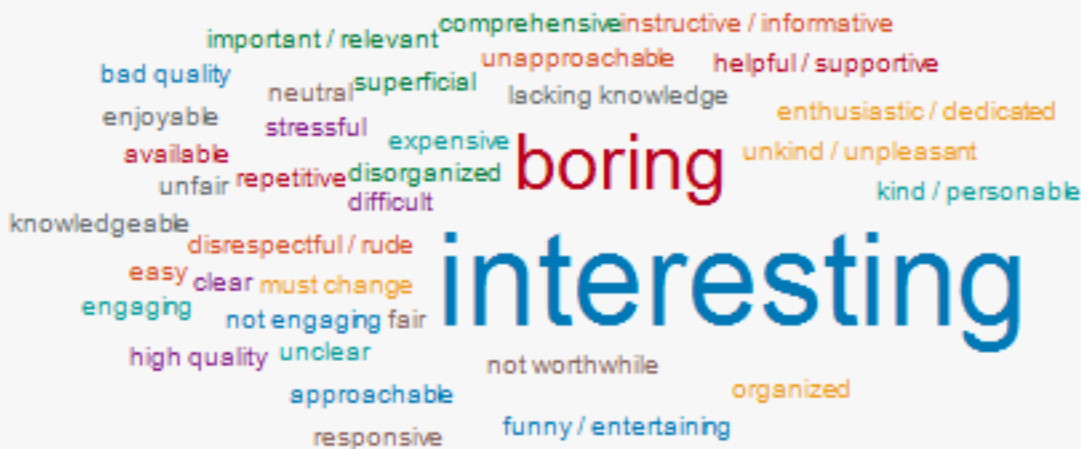 comprehensive instructive / informative
important / relevant
unapproachable helpful / supportive
bad quality superficial
neutral lacking knowledge
enjoyable enthusiastic / dedicated
stressful expensive
available boring unkind / unpleasant
unfair repetitive disorganized
difficult kind / personable
knowledgeable
disrespectful / rude
easy clear must change interesting
engaging not engaging fair
high quality unclear
not worthwhile
approachable organized
responsive funny / entertaining